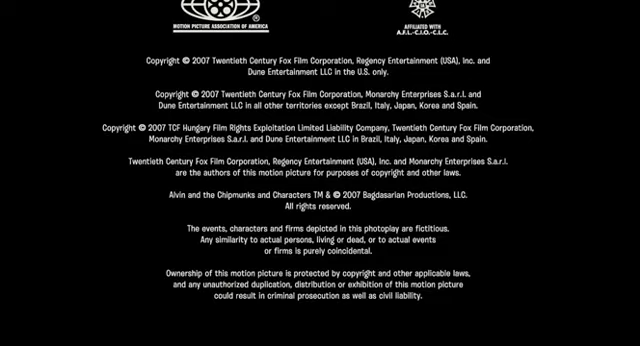 MOTION PICTURE ASSOCIATION OF AMERICA
®
AFFILIATED WITH
A.F.L.-C.I.O.-C.L.C.
Copyright © 2007 Twentieth Century Fox Film Corporation, Regency Entertainment (USA), Inc. and
Dune Entertainment LLC in the U.S. only.
Copyright © 2007 Twentieth Century Fox Film Corporation, Monarchy Enterprises S.a.r.l. and
Dune Entertainment LLC in all other territories except Brazil, Italy, Japan, Korea and Spain.
Copyright © 2007 TCF Hungary Film Rights Exploitation Limited Liability Company, Twentieth Century Fox Film Corporation,
Monarchy Enterprises S.a.r.l. and Dune Entertainment LLC in Brazil, Italy, Japan, Korea and Spain.
Twentieth Century Fox Film Corporation, Regency Entertainment (USA), Inc. and Monarchy Enterprises S.a.r.l.
are the authors of this motion picture for purposes of copyright and other laws.
Alvin and the Chipmunks and Characters TM & © 2007 Bagdasarian Productions, LLC.
All rights reserved.
The events, characters and firms depicted in this photoplay are fictitious.
Any similarity to actual persons, living or dead, or to actual events
or firms is purely coincidental.
Ownership of this motion picture is protected by copyright and other applicable laws,
and any unauthorized duplication, distribution or exhibition of this motion picture
could result in criminal prosecution as well as civil liability.